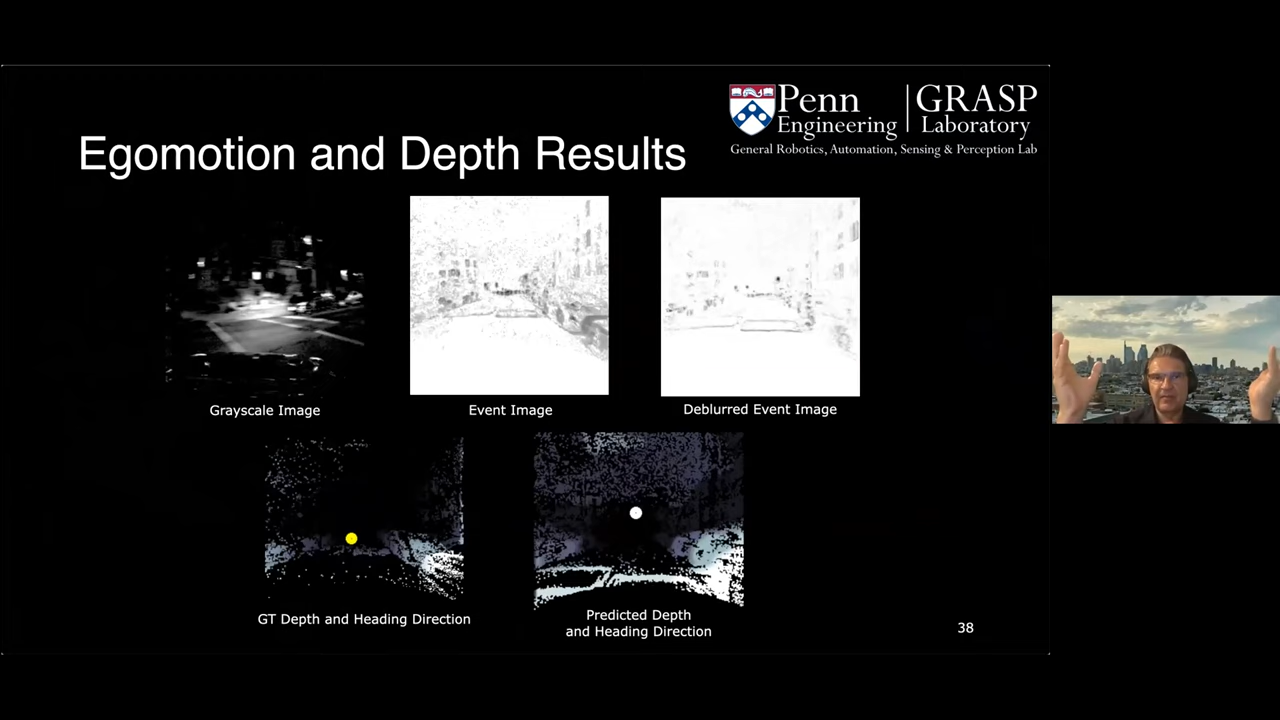 Penn
Engineering
GRASP
Laboratory
General Robotics, Automation, Sensing & Perception Lab
Egomotion and Depth Results
Grayscale Image
Event Image
Deblurred Event Image
GT Depth and Heading Direction
Predicted Depth
and Heading Direction
38